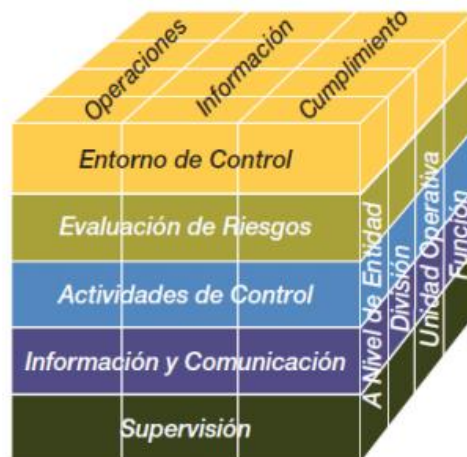 Operaciones
Información
Cumplimiento
Entorno de Control
Evaluación de Riesgos
Actividades de Control
Información y Comunicación
Supervisión
A Nivel de Entidad
División
Unidad Operativa
Función